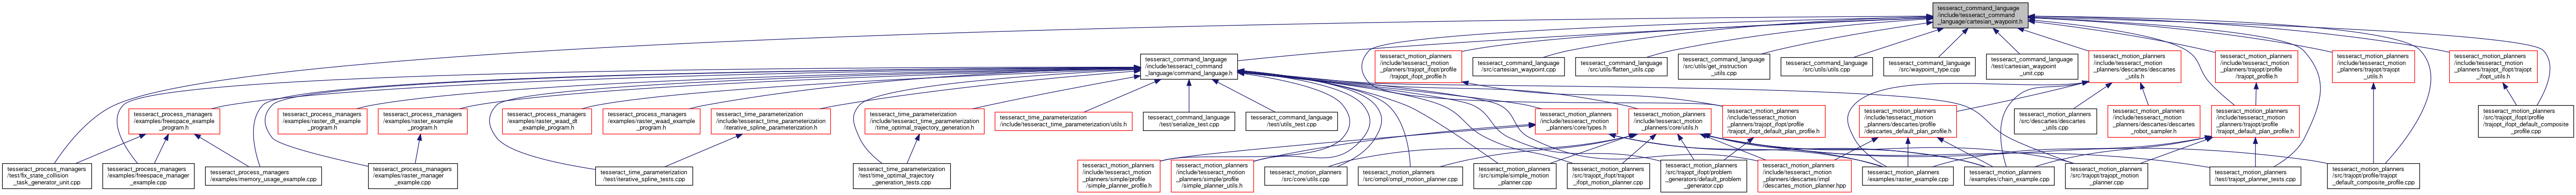 tesseract_command_language
/include/tesseract_command
_language/cartesian_waypoint.h
tesseract_command_language
/include/tesseract_command
_language/command_language.h
tesseract_motion_planners
/include/tesseract_motion
_planners/trajopt_ifopt/profile
/trajopt_ifopt_profile.h
tesseract_command_language
/src/cartesian_waypoint.cpp
tesseract_command_language
/src/utils/flatten_utils.cpp
tesseract_command_language
/src/utils/get_instruction
_utils.cpp
tesseract_command_language
/src/utils/utils.cpp
tesseract_command_language
/src/waypoint_type.cpp
tesseract_command_language
/test/cartesian_waypoint
_unit.cpp
tesseract_motion_planners
/include/tesseract_motion
_planners/descartes/descartes
_utils.h
tesseract_motion_planners
/include/tesseract_motion
_planners/trajopt/profile
/trajopt_profile.h
tesseract_motion_planners
/include/tesseract_motion
_planners/trajopt/trajopt
_utils.h
tesseract_motion_planners
/include/tesseract_motion
_planners/trajopt_ifopt/trajopt
_ifopt_utils.h
tesseract_process_managers
/examples/freespace_example
_program.h
tesseract_process_managers
/examples/raster_dt_example
_program.h
tesseract_process_managers
/examples/raster_example
_program.h
tesseract_process_managers
/examples/raster_waad_dt
_example_program.h
tesseract_process_managers
/examples/raster_waad_example
_program.h
tesseract_time_parameterization
/include/tesseract_time_parameterization
/iterative_spline_parameterization.h
tesseract_time_parameterization
/include/tesseract_time_parameterization
/time_optimal_trajectory_generation.h
tesseract_time_parameterization
/include/tesseract_time_parameterization/utils.h
tesseract_command_language
/test/serialize_test.cpp
tesseract_command_language
/test/utils_test.cpp
tesseract_motion_planners
/include/tesseract_motion
_planners/core/types.h
tesseract_motion_planners
/include/tesseract_motion
_planners/core/utils.h
tesseract_motion_planners
/include/tesseract_motion
_planners/trajopt_ifopt/profile
/trajopt_ifopt_default_plan_profile.h
tesseract_motion_planners
/include/tesseract_motion
_planners/descartes/profile
/descartes_default_plan_profile.h
tesseract_motion_planners
/src/descartes/descartes
_utils.cpp
tesseract_motion_planners
/include/tesseract_motion
_planners/descartes/descartes
_robot_sampler.h
tesseract_motion_planners
/include/tesseract_motion
_planners/trajopt/profile
/trajopt_default_plan_profile.h
tesseract_motion_planners
/src/trajopt_ifopt/profile
/trajopt_ifopt_default_composite
_profile.cpp
tesseract_process_managers
/test/fix_state_collision
_task_generator_unit.cpp
tesseract_process_managers
/examples/freespace_manager
_example.cpp
tesseract_process_managers
/examples/memory_usage_example.cpp
tesseract_process_managers
/examples/raster_manager
_example.cpp
tesseract_time_parameterization
/test/iterative_spline_tests.cpp
tesseract_time_parameterization
/test/time_optimal_trajectory
_generation_tests.cpp
tesseract_motion_planners
/include/tesseract_motion
_planners/simple/profile
/simple_planner_profile.h
tesseract_motion_planners
/include/tesseract_motion
_planners/simple/profile
/simple_planner_utils.h
tesseract_motion_planners
/src/core/utils.cpp
tesseract_motion_planners
/src/ompl/ompl_motion_planner.cpp
tesseract_motion_planners
/src/simple/simple_motion
_planner.cpp
tesseract_motion_planners
/src/trajopt_ifopt/trajopt
_ifopt_motion_planner.cpp
tesseract_motion_planners
/src/trajopt_ifopt/problem
_generators/default_problem
_generator.cpp
tesseract_motion_planners
/include/tesseract_motion
_planners/descartes/impl
/descartes_motion_planner.hpp
tesseract_motion_planners
/examples/raster_example.cpp
tesseract_motion_planners
/examples/chain_example.cpp
tesseract_motion_planners
/src/trajopt/trajopt_motion
_planner.cpp
tesseract_motion_planners
/test/trajopt_planner_tests.cpp
tesseract_motion_planners
/src/trajopt/profile/trajopt
_default_composite_profile.cpp